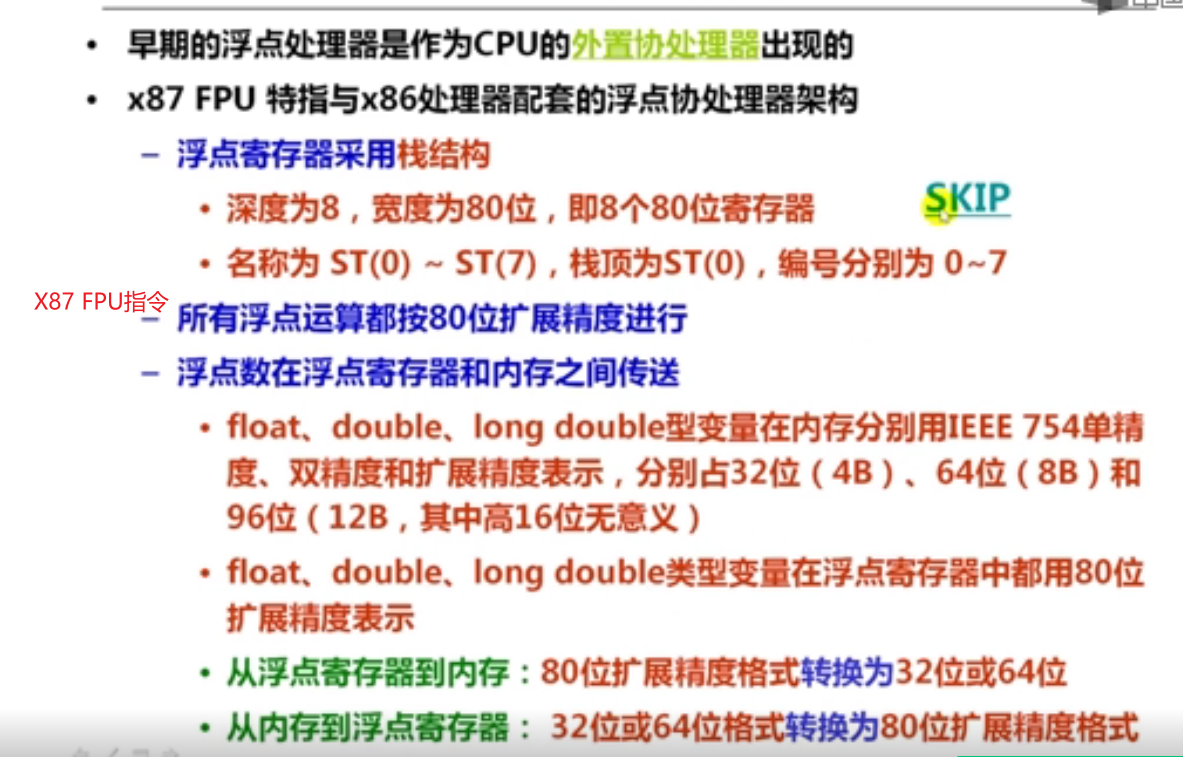 • 早期的浮点处理器是作为CPU的外置协处理器出现的
• x87 FPU 特指与x86处理器配套的浮点协处理器架构
– 浮点寄存器采用栈结构
• 深度为8，宽度为80位，即8个80位寄存器
SKIP
• 名称为 ST(0) ~ ST(7)，栈顶为ST(0)，编号分别为 0~7
X87 FPU指令
– 所有浮点运算都按80位扩展精度进行
– 浮点数在浮点寄存器和内存之间传送
• float、double、long double型变量在内存分别用IEEE 754单精
度、双精度和扩展精度表示，分别占32位（4B）、64位（8B）和
96位（12B，其中高16位无意义）
• float、double、long double类型变量在浮点寄存器中都用80位
扩展精度表示
• 从浮点寄存器到内存：80位扩展精度格式转换为32位或64位
• 从内存到浮点寄存器： 32位或64位格式转换为80位扩展精度格式